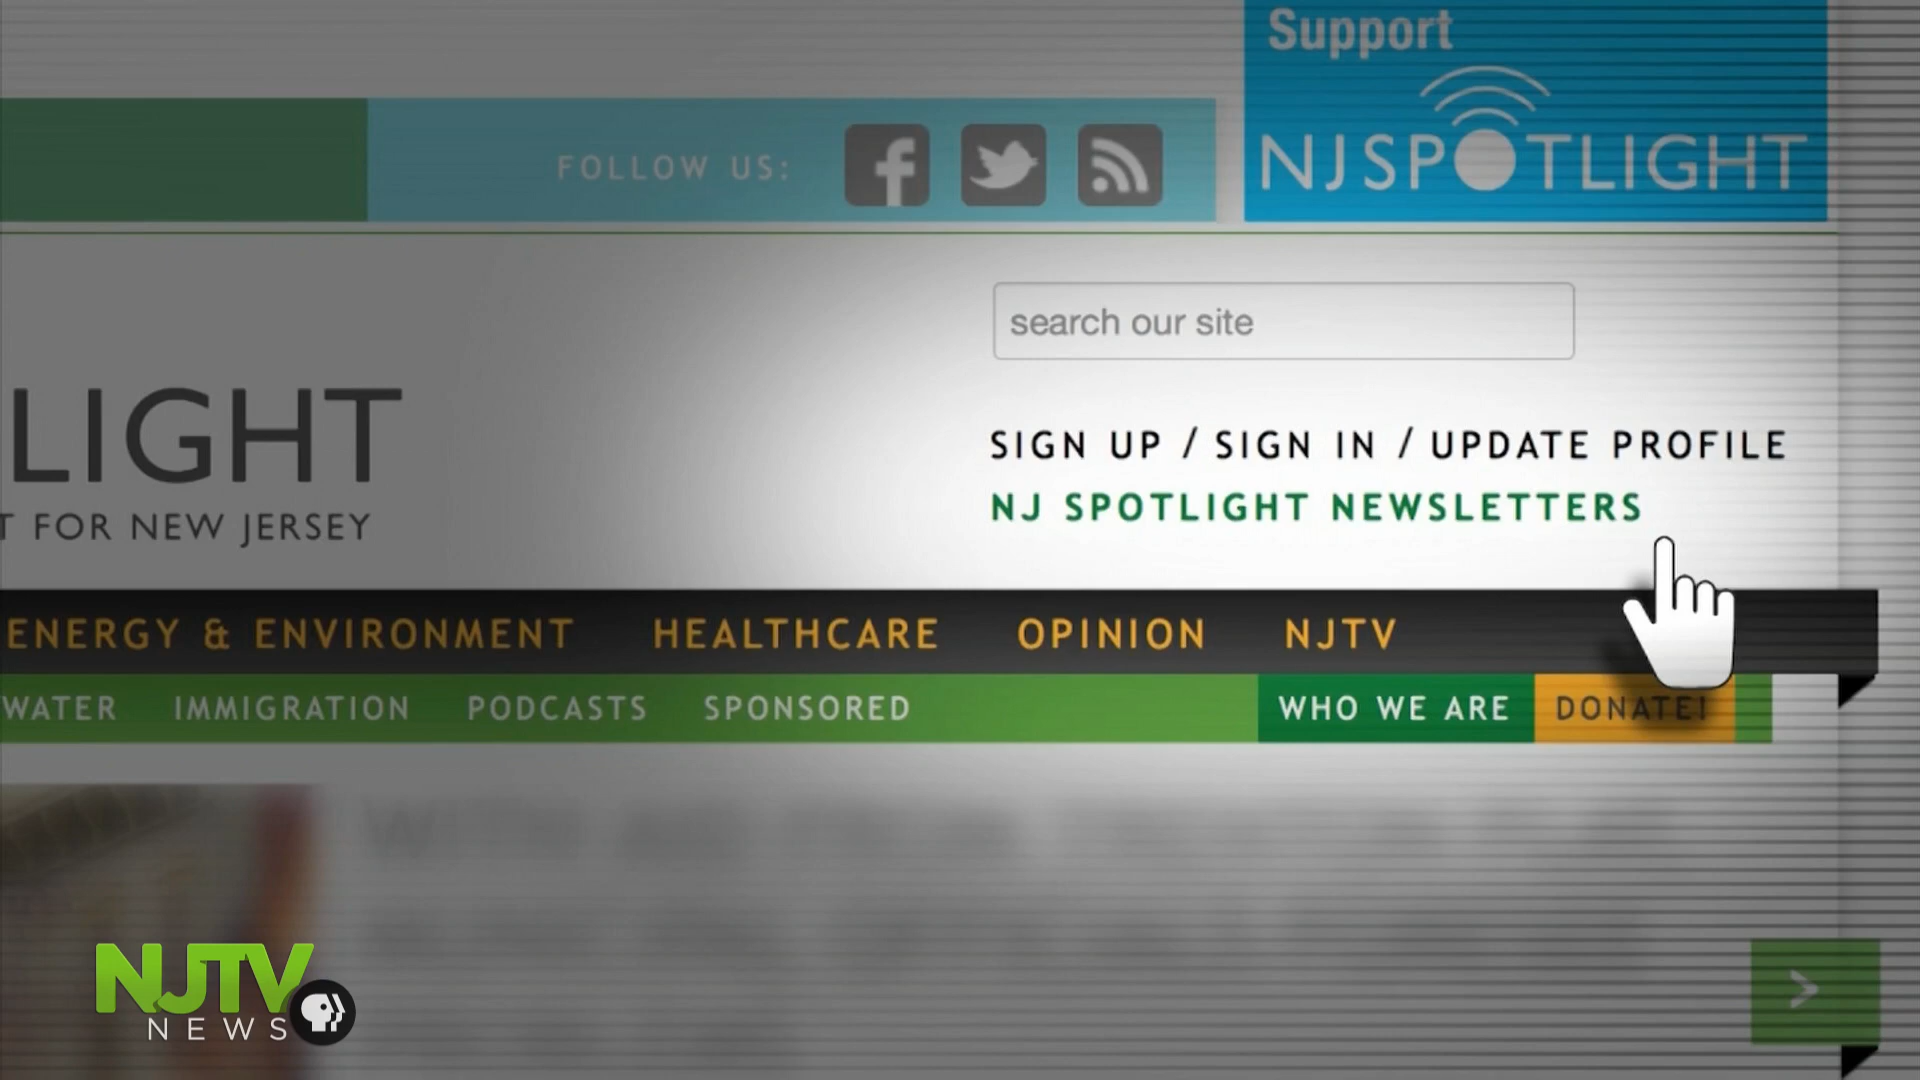 Support
NJSPOTLIGHT
FOLLOW US:
search our site
LIGHT
SIGN UP / SIGN IN / UPDATE PROFILE
NJ SPOTLIGHT NEWSLETTERS
T FOR NEW JERSEY
ENERGY & ENVIRONMENT HEALTHCARE OPINION NJTV
WATER IMMIGRATION PODCASTS SPONSORED WHO WE ARE DONATE!
NJTV
NEWS